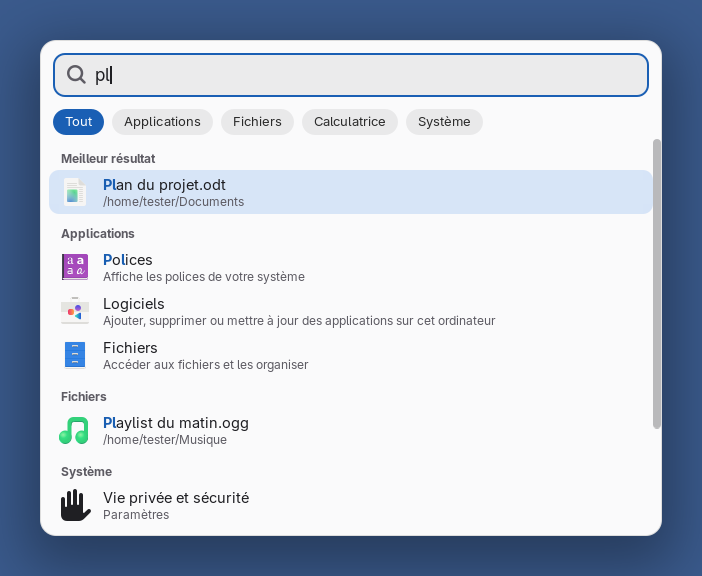 pl
Tout Applications Fichiers Calculatrice Système
Meilleur résultat
Plan du projet.odt
/home/tester/Documents
Applications
Polices
Affiche les polices de votre système
Logiciels
Ajouter, supprimer ou mettre à jour des applications sur cet ordinateur
Fichiers
Accéder aux fichiers et les organiser
Fichiers
Playlist du matin.ogg
/home/tester/Musique
Système
Vie privée et sécurité
Paramètres